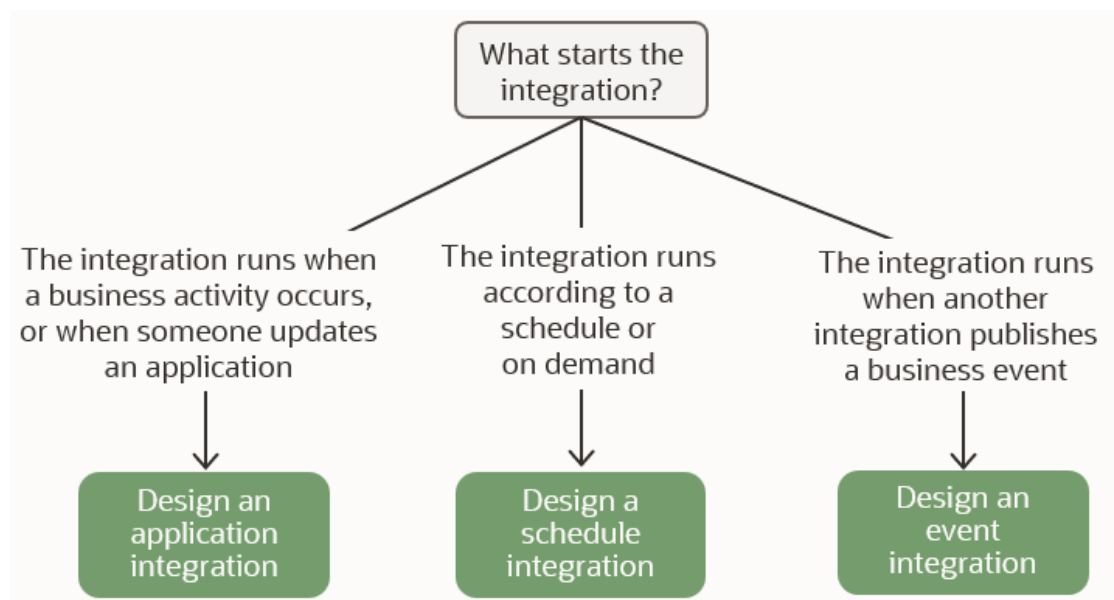 What starts the
integration?
The integration runs when
a business activity occurs,
or when someone updates
an application
The integration runs
according to a
schedule or
on demand
The integration runs
when another
integration publishes
a business event
Design an
application
integration
Design a
schedule
integration
Design an
event
integration